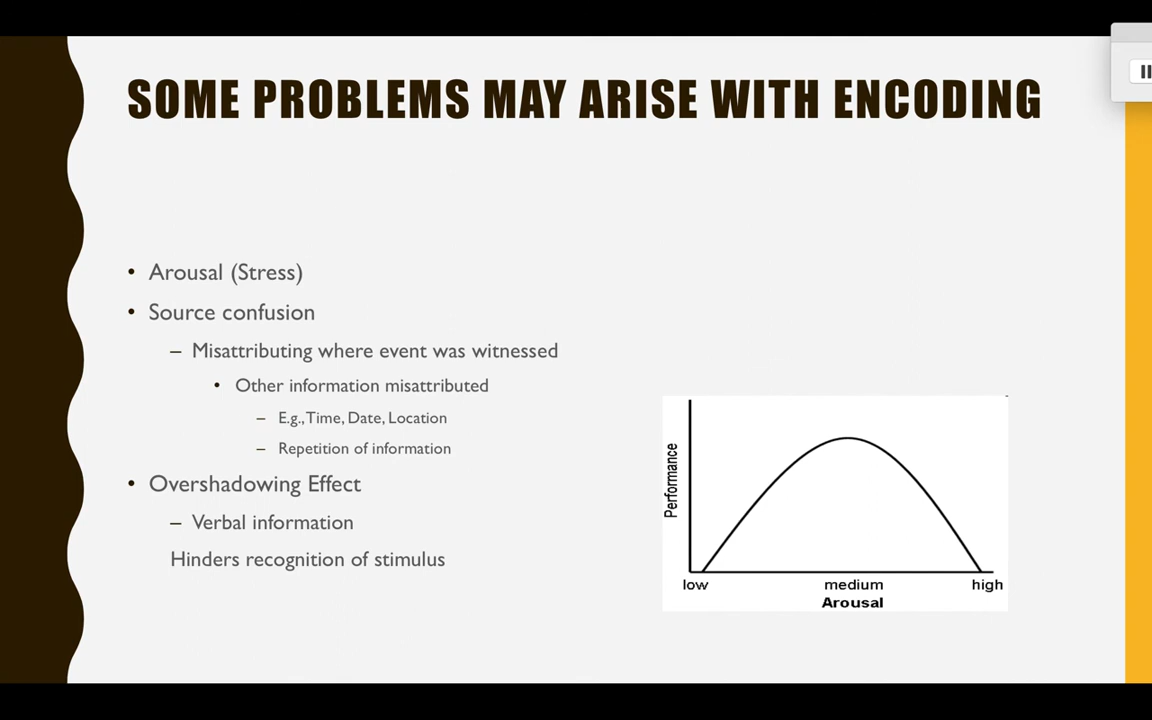 SOME PROBLEMS MAY ARISE WITH ENCODING
• Arousal (Stress)
• Source confusion
– Misattributing where event was witnessed
• Other information misattributed
– E.g., Time, Date, Location
– Repetition of information
• Overshadowing Effect
– Verbal information
Hinders recognition of stimulus
Performance
low medium high
Arousal